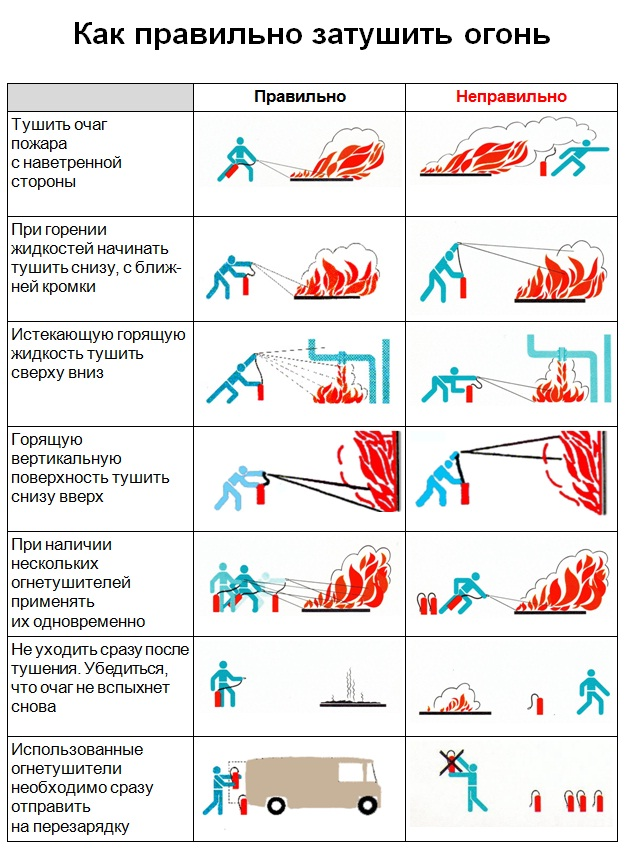 Как правильно затушить огонь
Правильно
Неправильно
Тушить очаг
пожара
с наветренной
стороны
При горении
жидкостей начинать
тушить снизу, с ближ-
ней кромки
Истекающую горящую
жидкость тушить
сверху вниз
Горящую
вертикальную
поверхность тушить
снизу вверх
При наличии
нескольких
огнетушителей
применять
их одновременно
Не уходить сразу после
тушения. Убедиться,
что очаг не вспыхнет
снова
Использованные
огнетушители
необходимо сразу
отправить
на перезарядку